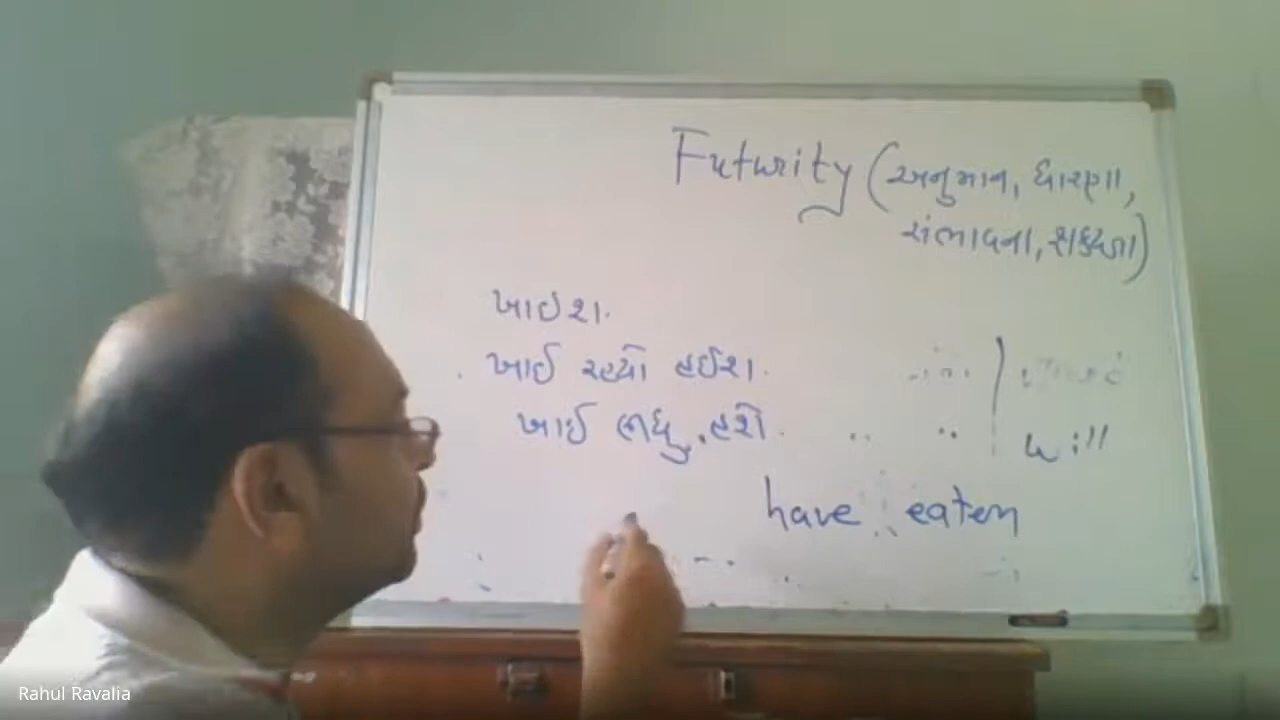 Futurity (અનુમાન, ધારણા,
સંભાવના, શક્યતા)
ખાઈશ.
ખાઈ રહ્યો હઈશ.
ખાઈ લીધુ હશે.
will
have eaten
Rahul Ravalia